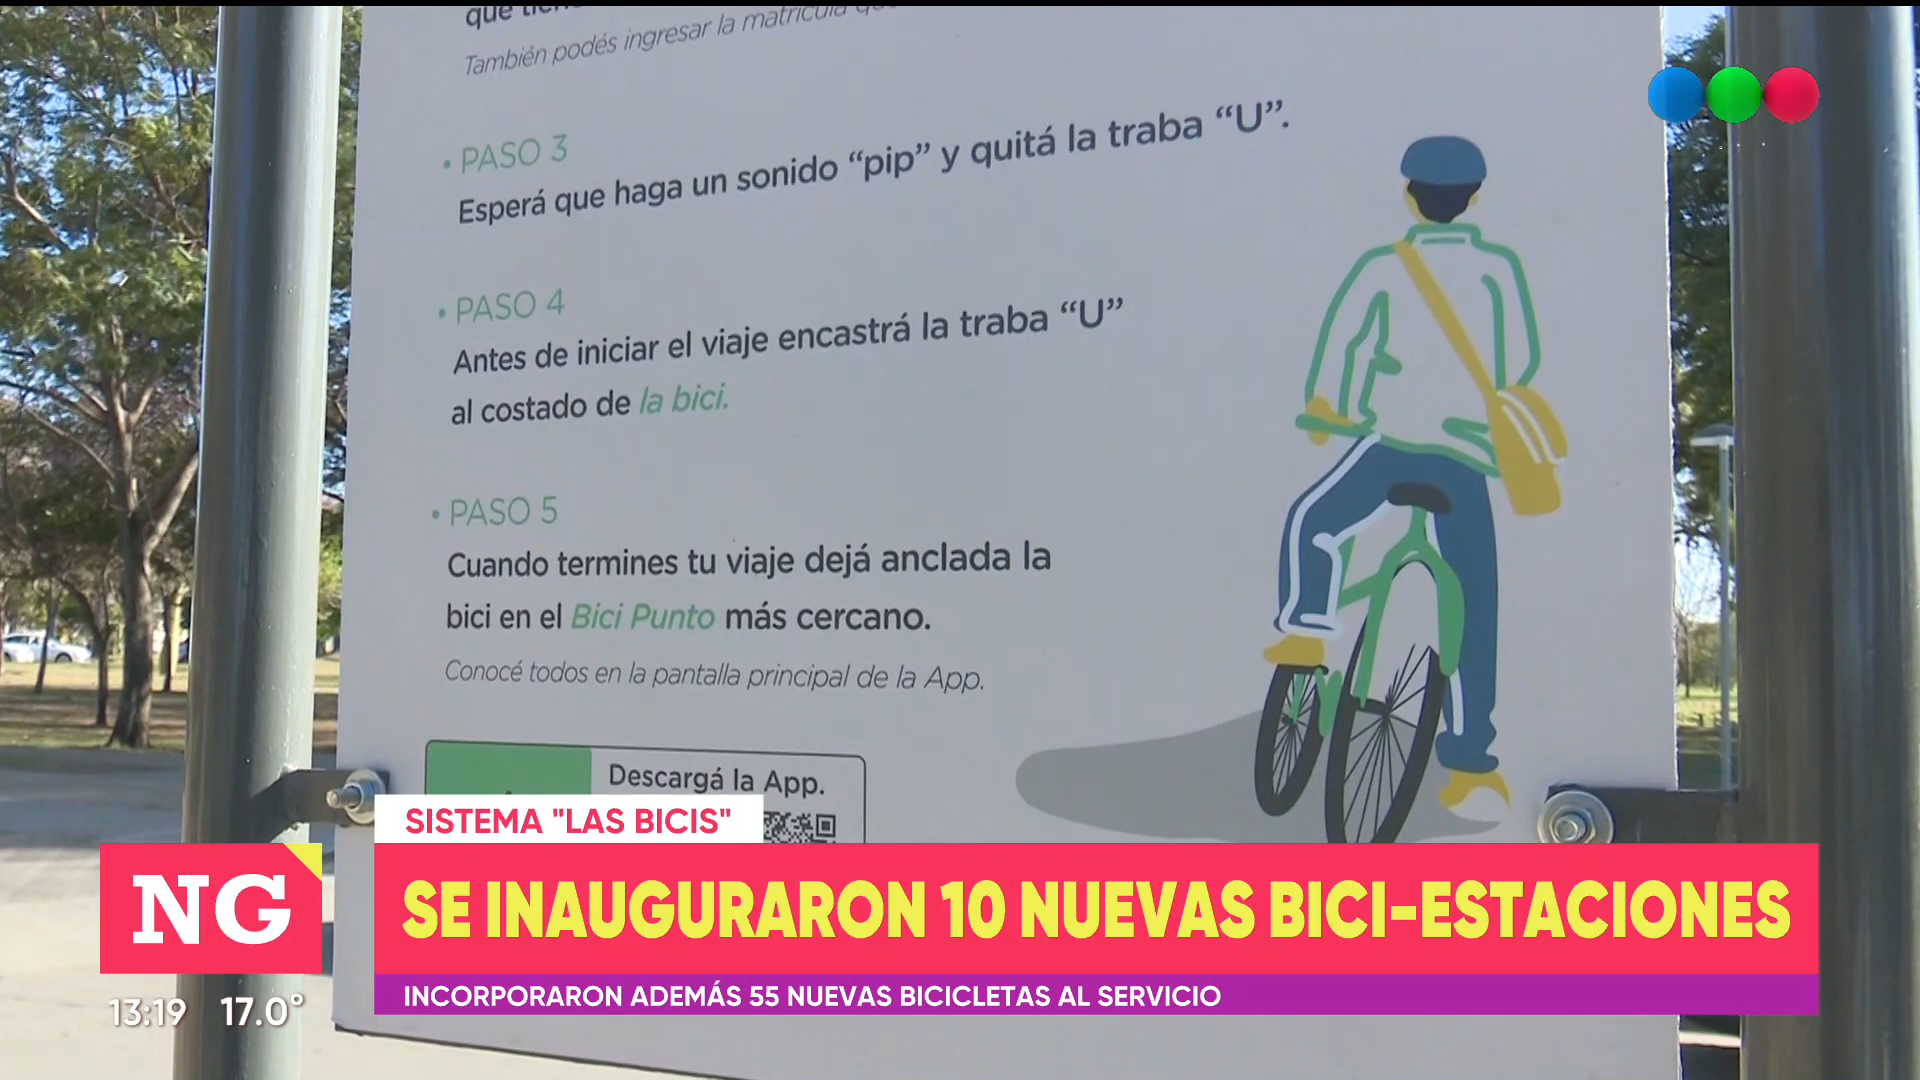 que
También podés ingresar la matrícula
• PASO 3
Esperá que haga un sonido “pip” y quitá la traba “U”.
• PASO 4
Antes de iniciar el viaje encastrá la traba “U”
al costado de la bici.
• PASO 5
Cuando termines tu viaje dejá anclada la
bici en el Bici Punto más cercano.
Conocé todos en la pantalla principal de la App.
Descargá la App.
SISTEMA "LAS BICIS"
NG
SE INAUGURARON 10 NUEVAS BICI-ESTACIONES
INCORPORARON ADEMÁS 55 NUEVAS BICICLETAS AL SERVICIO
13:19 17.0°